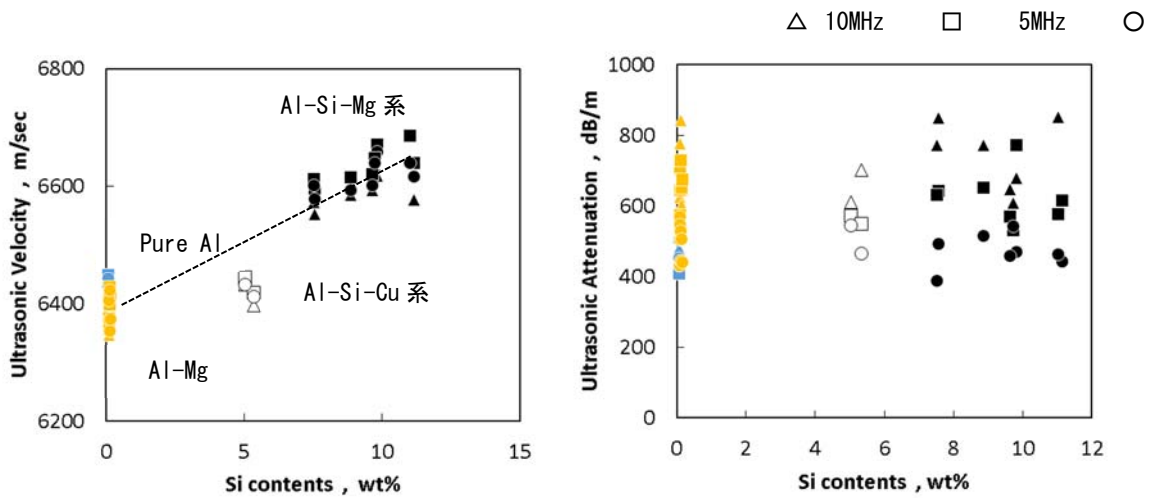 △ 10MHz □ 5MHz ○
6800
6600
6400
6200
Ultrasonic Velocity , m/sec
Al-Si-Mg 系
Pure Al
Al-Si-Cu 系
Al-Mg
0 5 10 15
Si contents , wt%
1000
800
600
400
200
0
Ultrasonic Attenuation , dB/m
0 2 4 6 8 10 12
Si contents , wt%